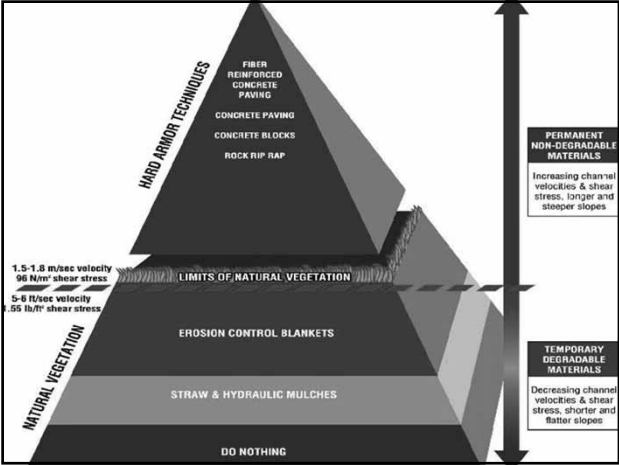 HARD ARMOR TECHNIQUES
FIBER
REINFORCED
CONCRETE
PAVING
CONCRETE PAVING
CONCRETE BLOCKS
ROCK RIP RAP
PERMANENT
NON-DEGRADABLE
MATERIALS
Increasing channel
velocities & shear
stress, longer and
steeper slopes
1.5-1.8 m/sec velocity
96 N/m² shear stress
LIMITS OF NATURAL VEGETATION
5-6 ft/sec velocity
1.55 lb/ft² shear stress
NATURAL VEGETATION
EROSION CONTROL BLANKETS
STRAW & HYDRAULIC MULCHES
DO NOTHING
TEMPORARY
DEGRADABLE
MATERIALS
Decreasing channel
velocities & shear
stress, shorter and
flatter slopes